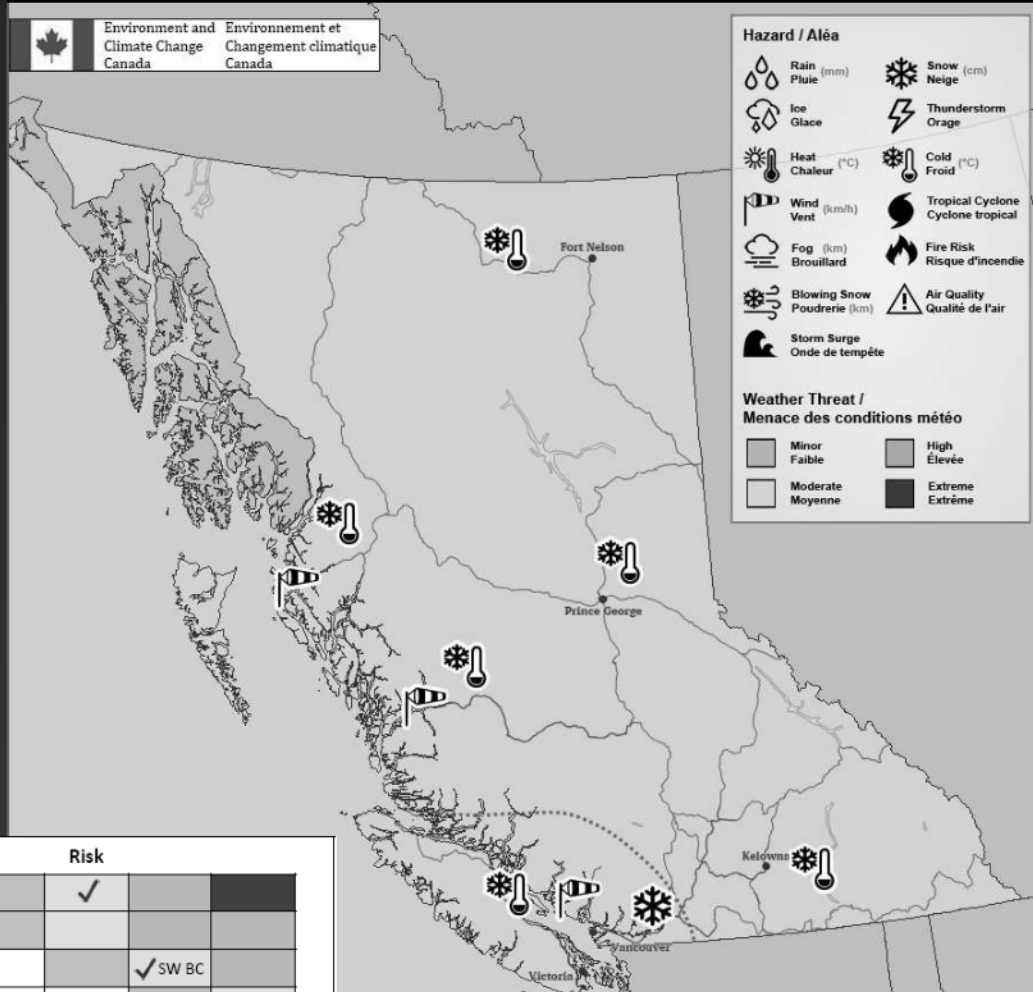 Environment and
Climate Change
Canada
Environnement et
Changement climatique
Canada
Hazard / Aléa
Rain
Pluie (mm)
Snow
Neige (cm)
Ice
Glace
Thunderstorm
Orage
Heat
Chaleur (°C)
Cold
Froid (°C)
Wind
Vent (km/h)
Tropical Cyclone
Cyclone tropical
Fog (km)
Brouillard
Fire Risk
Risque d'incendie
Blowing Snow
Poudrerie (km)
Air Quality
Qualité de l'air
Storm Surge
Onde de tempête
Weather Threat /
Menace des conditions météo
Minor
Faible
High
Élevée
Moderate
Moyenne
Extreme
Extrême
Fort Nelson
Prince George
Kelowna
Vancouver
Victoria
Risk
✓
✓ SW BC